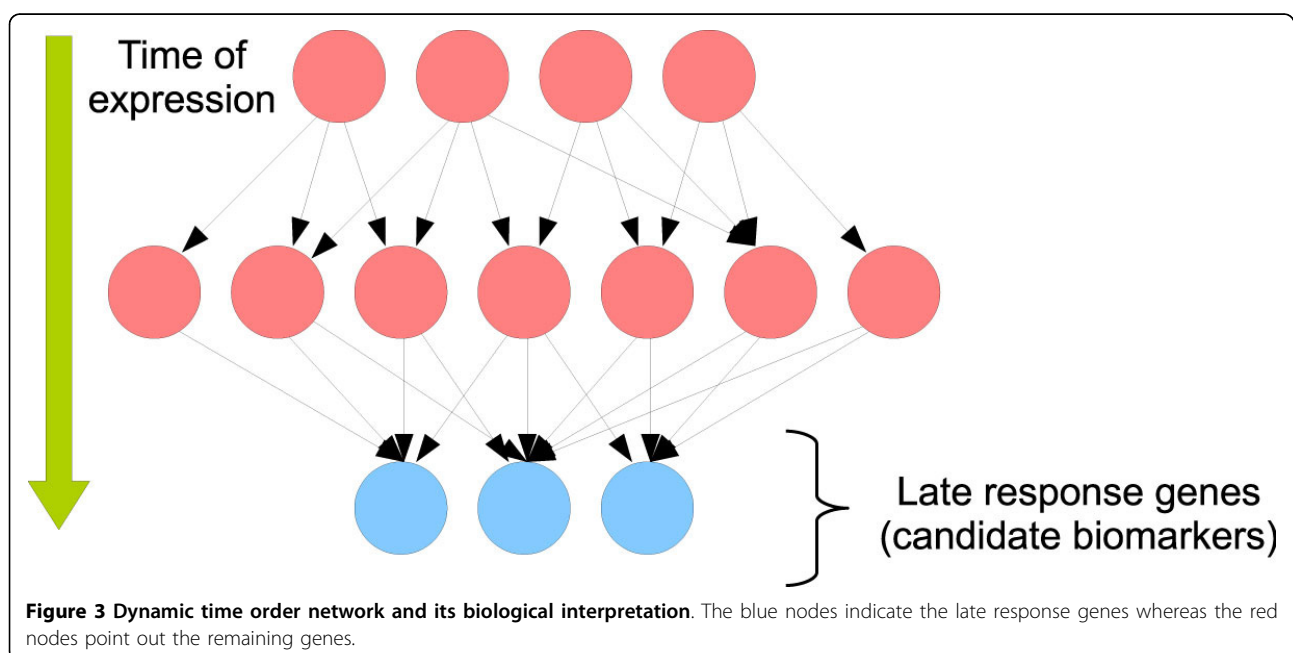 Time of
expression
Late response genes
(candidate biomarkers)
Figure 3 Dynamic time order network and its biological interpretation. The blue nodes indicate the late response genes whereas the red
nodes point out the remaining genes.